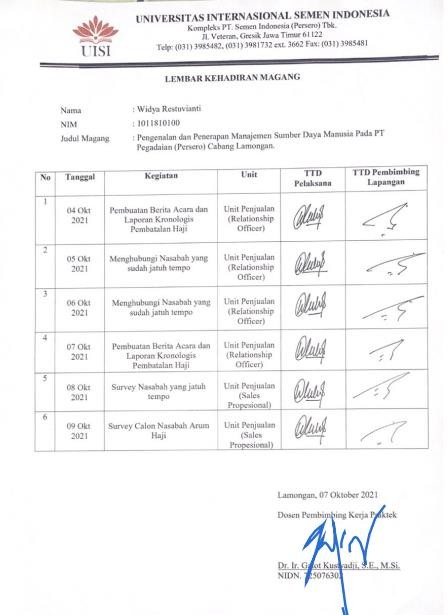 UISI
UNIVERSITAS INTERNASIONAL SEMEN INDONESIA
Kompleks PT. Semen Indonesia (Persero) Tbk.
Jl. Veteran, Gresik Jawa Timur 61122
Telp: (031) 3985482, (031) 3981732 ext. 3662 Fax: (031) 3985481
LEMBAR KEHADIRAN MAGANG
Nama : Widya Restuvianti
NIM : 1011810100
Judul Magang : Pengenalan dan Penerapan Manajemen Sumber Daya Manusia Pada PT
Pegadaian (Persero) Cabang Lamongan.
No Tanggal Kegiatan Unit TTD Pelaksana TTD Pembimbing Lapangan
1 04 Okt 2021 Pembuatan Berita Acara dan Laporan Kronologis Pembatalan Haji Unit Penjualan (Relationship Officer)
2 05 Okt 2021 Menghubungi Nasabah yang sudah jatuh tempo Unit Penjualan (Relationship Officer)
3 06 Okt 2021 Menghubungi Nasabah yang sudah jatuh tempo Unit Penjualan (Relationship Officer)
4 07 Okt 2021 Pembuatan Berita Acara dan Laporan Kronologis Pembatalan Haji Unit Penjualan (Relationship Officer)
5 08 Okt 2021 Survey Nasabah yang jatuh tempo Unit Penjualan (Sales Propesional)
6 09 Okt 2021 Survey Calon Nasabah Arum Haji Unit Penjualan (Sales Propesional)
Lamongan, 07 Oktober 2021
Dosen Pembimbing Kerja Praktek
Dr. Ir. Gatot Kustyadji, S.E., M.Si.
NIDN.